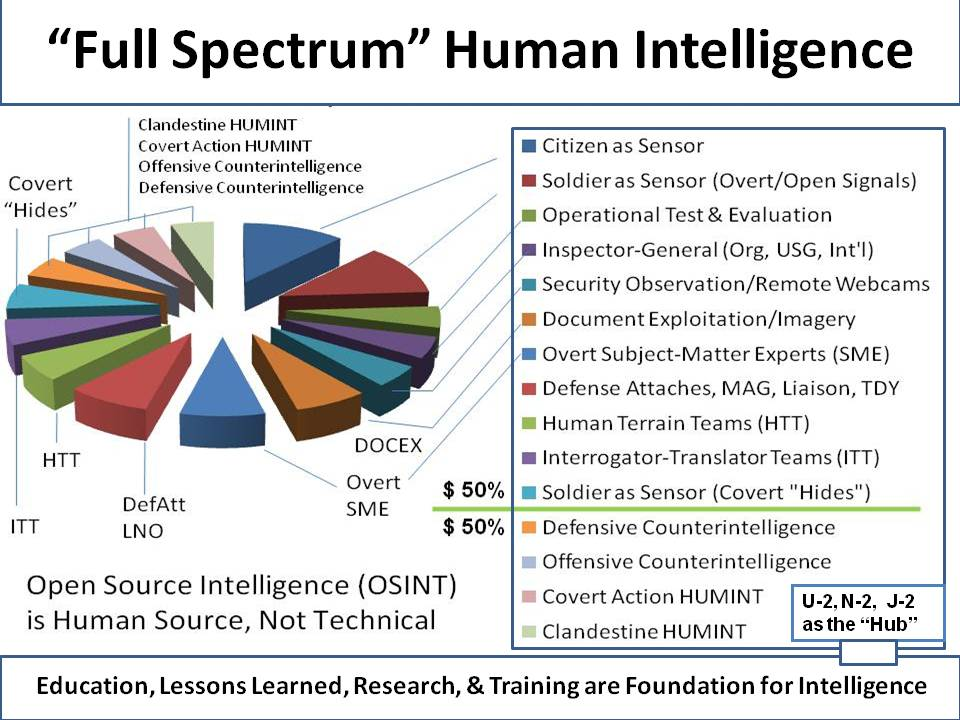 “Full Spectrum” Human Intelligence
Clandestine HUMINT
Covert Action HUMINT
Offensive Counterintelligence
Defensive Counterintelligence
Covert
“Hides”
HTT
ITT
DefAtt
LNO
Overt
SME
DOCEX
Citizen as Sensor
Soldier as Sensor (Overt/Open Signals)
Operational Test & Evaluation
Inspector-General (Org, USG, Int'l)
Security Observation/Remote Webcams
Document Exploitation/Imagery
Overt Subject-Matter Experts (SME)
Defense Attaches, MAG, Liaison, TDY
Human Terrain Teams (HTT)
Interrogator-Translator Teams (ITT)
Soldier as Sensor (Covert "Hides")
$ 50%
$ 50%
Defensive Counterintelligence
Offensive Counterintelligence
Covert Action HUMINT
Clandestine HUMINT
U-2, N-2, J-2
as the “Hub”
Open Source Intelligence (OSINT)
is Human Source, Not Technical
Education, Lessons Learned, Research, & Training are Foundation for Intelligence